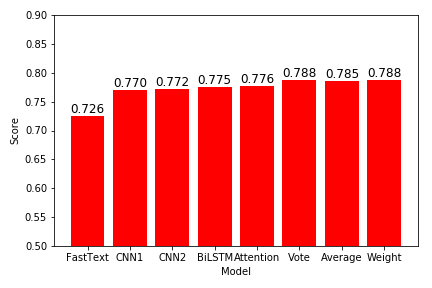 0.90
0.85
0.80
0.75
0.70
0.65
0.60
0.55
0.50
Score
0.726 0.770 0.772 0.775 0.776 0.788 0.785 0.788
FastText CNN1 CNN2 BiLSTM Attention Vote Average Weight
Model